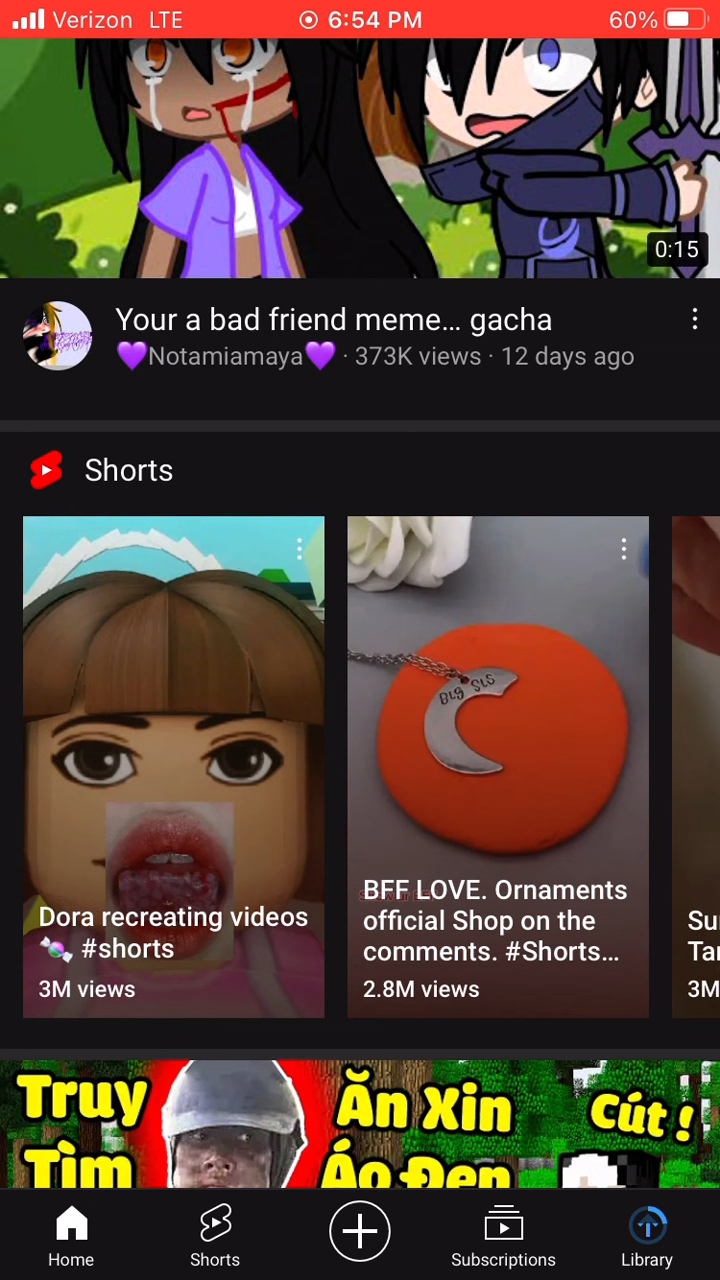 Verizon LTE 6:54 PM 60%
0:15
Your a bad friend meme... gacha
💜Notamiamaya💜 · 373K views · 12 days ago
Shorts
BIG SIS
Dora recreating videos
🍬 #shorts
3M views
BFF LOVE. Ornaments
official Shop on the
comments. #Shorts...
2.8M views
Su
Tar
3M
Truy
Tìm
Ăn Xin
Áo Đen
Cút !
Home
Shorts
Subscriptions
Library